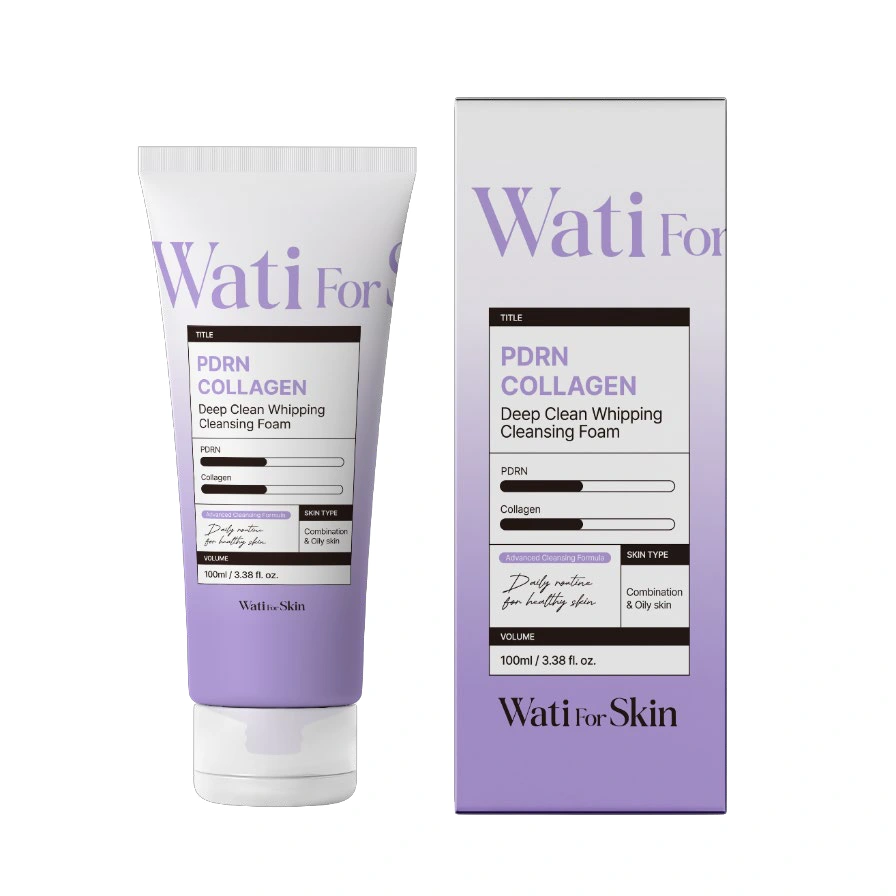 Wati For S
TITLE
PDRN
COLLAGEN
Deep Clean Whipping
Cleansing Foam
PDRN
Collagen
Advanced Cleansing Formula
Daily routine
for healthy skin
SKIN TYPE
Combination
& Oily skin
VOLUME
100ml / 3.38 fl. oz.
Wati For Skin
Wati For
TITLE
PDRN
COLLAGEN
Deep Clean Whipping
Cleansing Foam
PDRN
Collagen
Advanced Cleansing Formula
Daily routine
for healthy skin
SKIN TYPE
Combination
& Oily skin
VOLUME
100ml / 3.38 fl. oz.
Wati For Skin